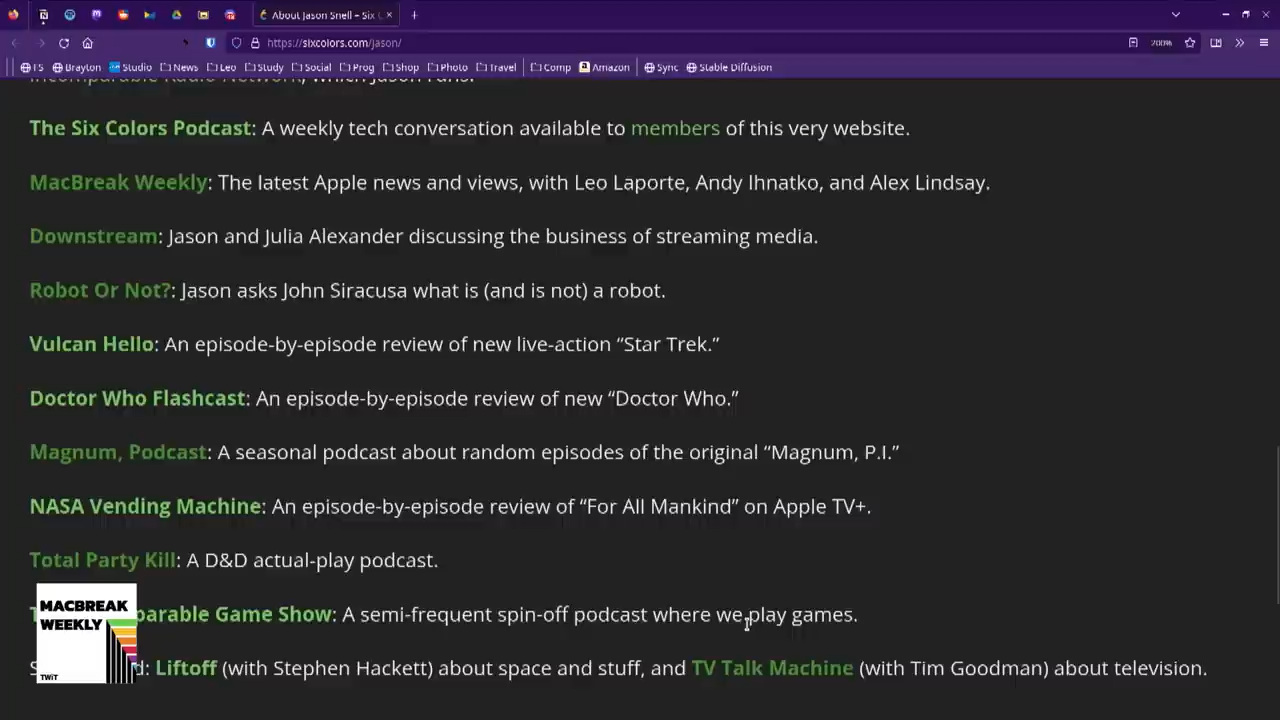 About Jason Snell – Six C
https://sixcolors.com/jason/
200%
TS Brayton Studio News Leo Study Social Prog Shop Photo Travel Comp Amazon Sync Stable Diffusion
Incomparable Radio Network, which Jason runs.
The Six Colors Podcast: A weekly tech conversation available to members of this very website.
MacBreak Weekly: The latest Apple news and views, with Leo Laporte, Andy Ihnatko, and Alex Lindsay.
Downstream: Jason and Julia Alexander discussing the business of streaming media.
Robot Or Not?: Jason asks John Siracusa what is (and is not) a robot.
Vulcan Hello: An episode-by-episode review of new live-action “Star Trek.”
Doctor Who Flashcast: An episode-by-episode review of new “Doctor Who.”
Magnum, Podcast: A seasonal podcast about random episodes of the original “Magnum, P.I.”
NASA Vending Machine: An episode-by-episode review of “For All Mankind” on Apple TV+.
Total Party Kill: A D&D actual-play podcast.
parable Game Show: A semi-frequent spin-off podcast where we play games.
d: Liftoff (with Stephen Hackett) about space and stuff, and TV Talk Machine (with Tim Goodman) about television.
MACBREAK
WEEKLY
TWiT